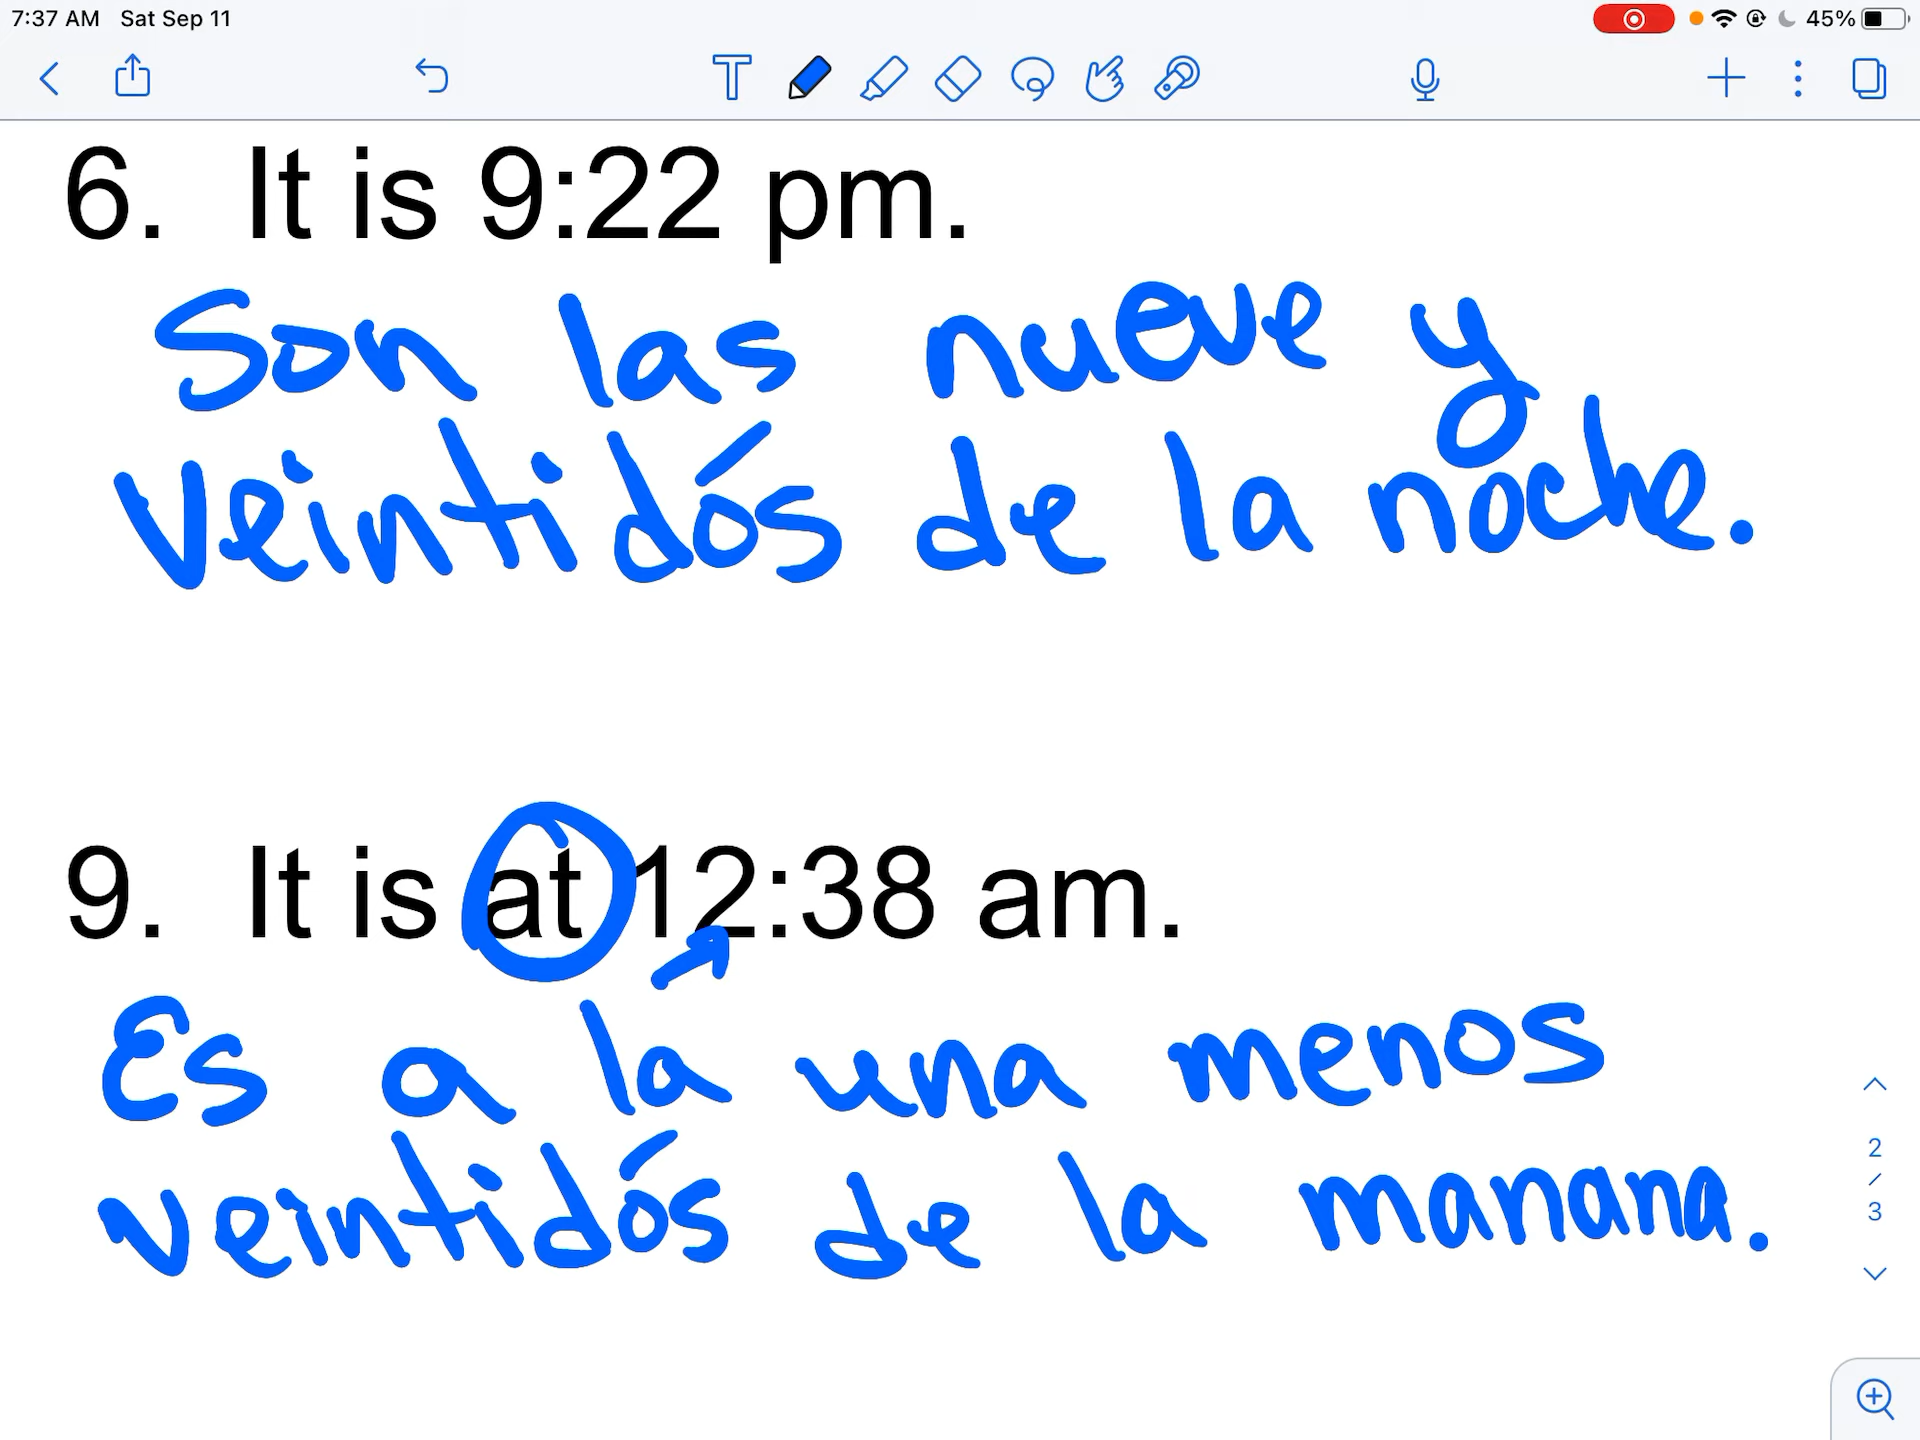 7:37 AM Sat Sep 11
45%
6. It is 9:22 pm.
Son las nueve y
veintidós de la noche.
9. It is at 12:38 am.
Es a la una menos
veintidós de la manana.
2
/
3